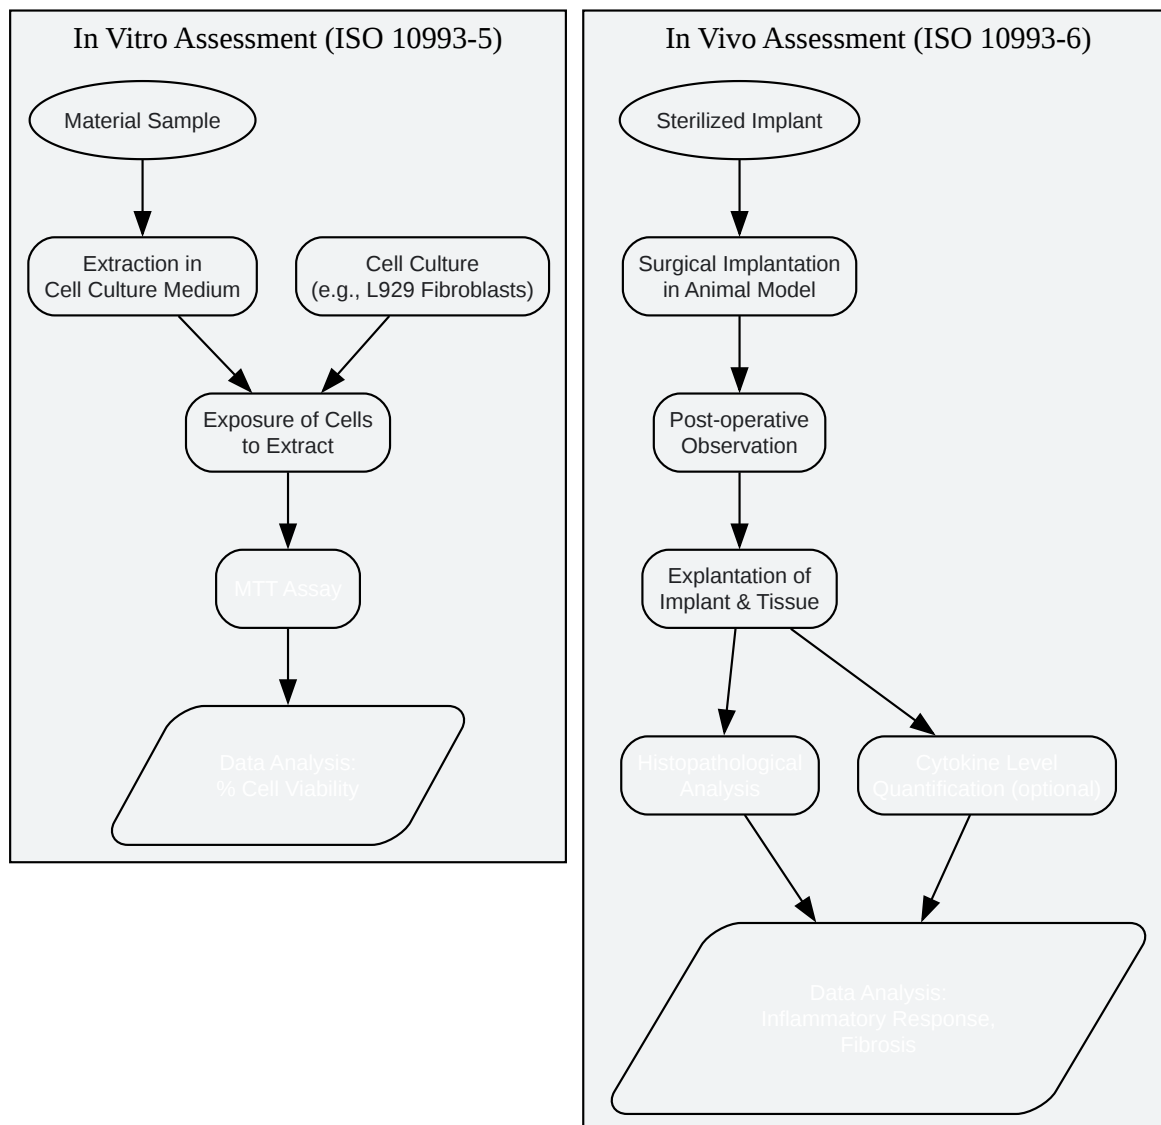 In Vitro Assessment (ISO 10993-5)
Material Sample
Extraction in
Cell Culture Medium
Cell Culture
(e.g., L929 Fibroblasts)
Exposure of Cells
to Extract
MTT Assay
Data Analysis:
% Cell Viability
In Vivo Assessment (ISO 10993-6)
Sterilized Implant
Surgical Implantation
in Animal Model
Post-operative
Observation
Explantation of
Implant & Tissue
Histopathological
Analysis
Cytokine Level
Quantification (optional)
Data Analysis:
Inflammatory Response,
Fibrosis